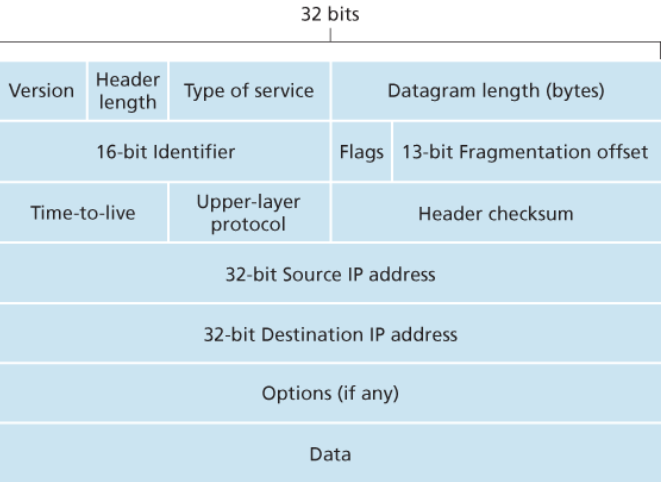 32 bits
Version
Header
length
Type of service
Datagram length (bytes)
16-bit Identifier
Flags
13-bit Fragmentation offset
Time-to-live
Upper-layer
protocol
Header checksum
32-bit Source IP address
32-bit Destination IP address
Options (if any)
Data